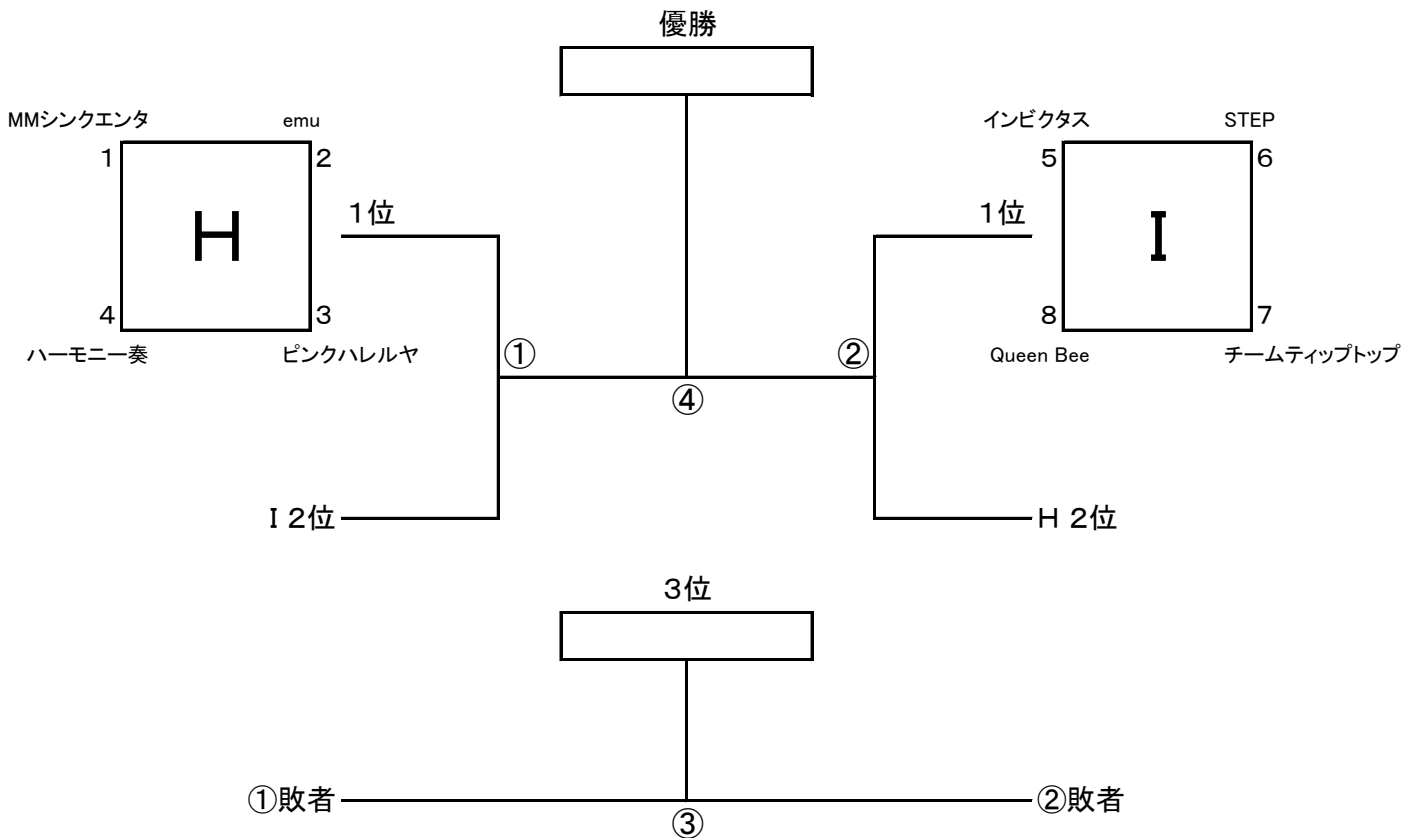 優勝
MMシンクエンタ emu インビクタス STEP
1 2 5 6
H I
1位 1位
4 3 8 7
ハーモニー奏 ピンクハレルヤ Queen Bee チームティップトップ
① ②
④
I 2位 H 2位
3位
①敗者 ②敗者
③